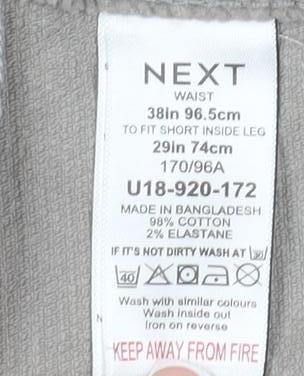 NEXT
WAIST
38in 96.5cm
TO FIT SHORT INSIDE LEG
29in 74cm
170/96A
U18-920-172
MADE IN BANGLADESH
98% COTTON
2% ELASTANE
IF IT'S NOT DIRTY WASH AT 30
40
Wash with similar colours
Wash inside out
Iron on reverse
KEEP AWAY FROM FIRE